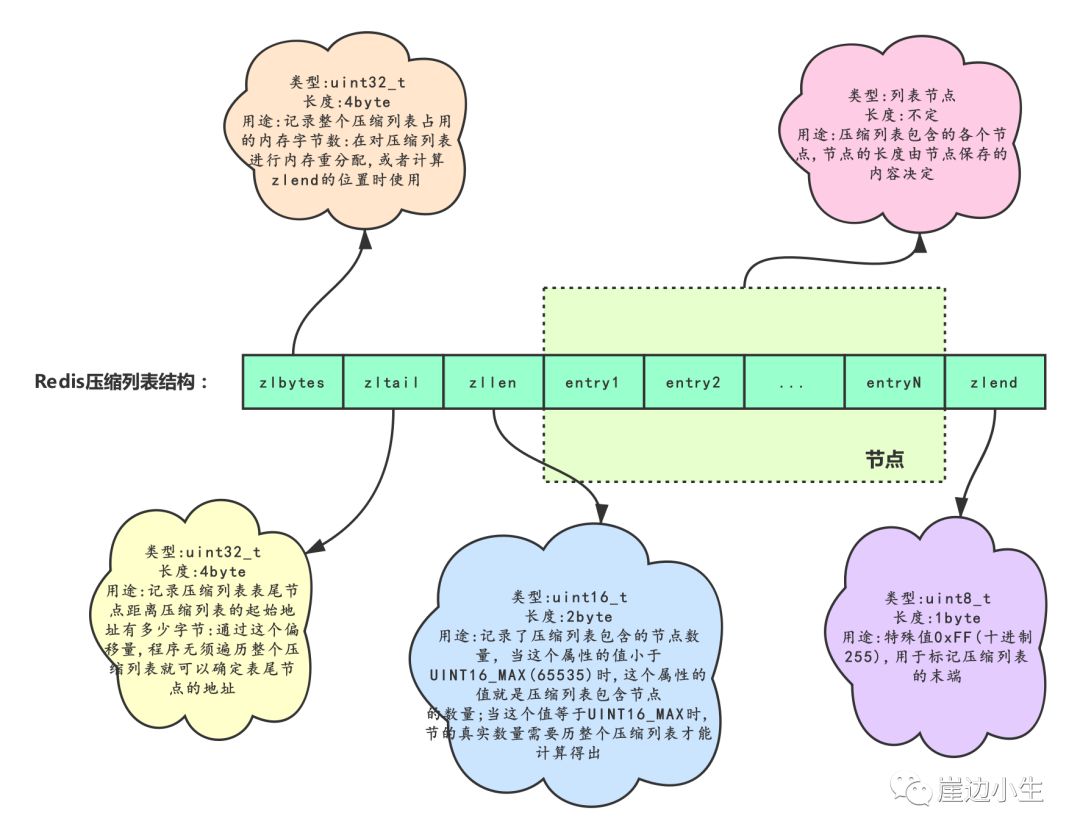 类型:uint32_t
长度:4byte
用途:记录整个压缩列表占用
的内存字节数:在对压缩列表
进行内存重分配,或者计算
zlend的位置时使用
类型:列表节点
长度:不定
用途:压缩列表包含的各个节
点,节点的长度由节点保存的
内容决定
Redis压缩列表结构：
zlbytes
zltail
zllen
entry1
entry2
...
entryN
zlend
节点
类型:uint32_t
长度:4byte
用途:记录压缩列表表尾节
点距离压缩列表的起始地
址有多少字节:通过这个偏
移量,程序无须遍历整个压
缩列表就可以确定表尾节
点的地址
类型:uint16_t
长度:2byte
用途:记录了压缩列表包含的节点数
量, 当这个属性的值小于
UINT16_MAX(65535)时,这个属性的
值就是压缩列表包含节点
的数量;当这个值等于UINT16_MAX时,
节的真实数量需要历整个压缩列表才能
计算得出
类型:uint8_t
长度:1byte
用途:特殊值0xFF(十进制
255),用于标记压缩列表
的末端
崖边小生